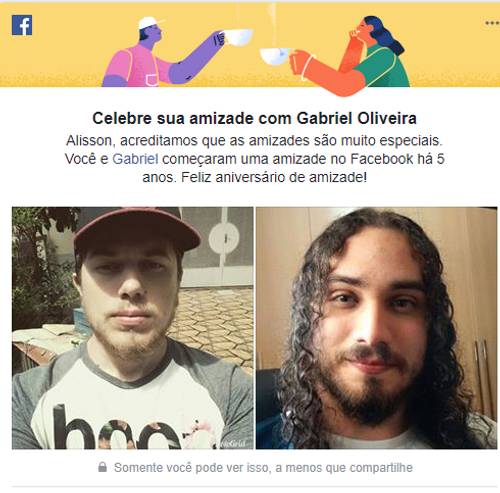 Celebre sua amizade com Gabriel Oliveira
Alisson, acreditamos que as amizades são muito especiais.
Você e Gabriel começaram uma amizade no Facebook há 5
anos. Feliz aniversário de amizade!
Somente você pode ver isso, a menos que compartilhe